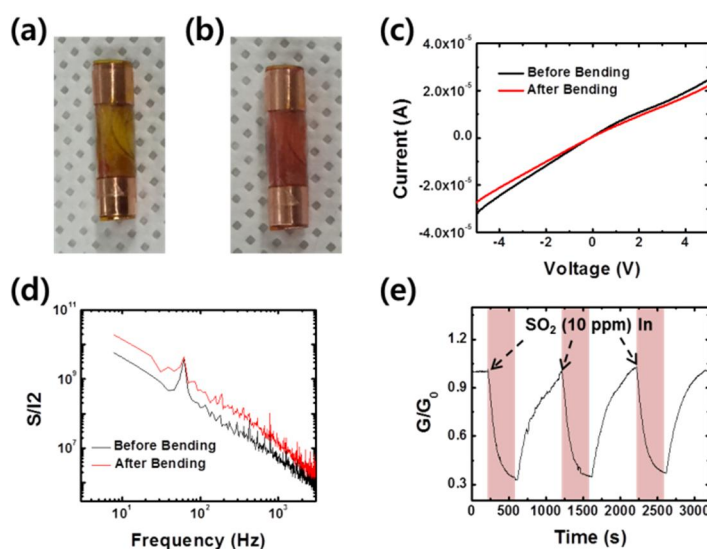 (a)
(b)
(c)
4.0x10⁻⁵
2.0x10⁻⁵
0.0
-2.0x10⁻⁵
-4.0x10⁻⁵
Current (A)
Before Bending
After Bending
-4 -2 0 2 4
Voltage (V)
(d)
10¹¹
10⁹
10⁷
S/I2
Before Bending
After Bending
10¹ 10² 10³
Frequency (Hz)
(e)
1.2
0.9
0.6
0.3
G/G₀
SO₂ (10 ppm) In
0 500 1000 1500 2000 2500 3000
Time (s)